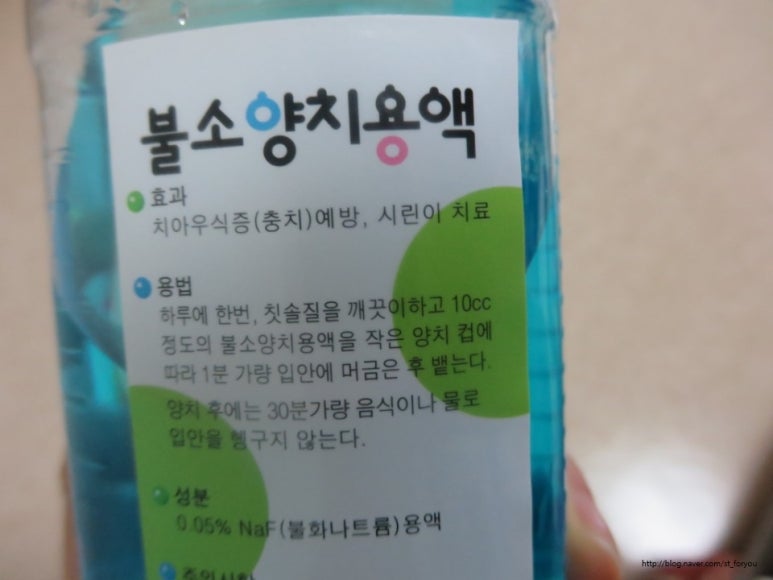 불소양치용액
효과
치아우식증(충치)예방, 시린이 치료
용법
하루에 한번, 칫솔질을 깨끗이하고 10cc
정도의 불소양치용액을 작은 양치 컵에
따라 1분 가량 입안에 머금은 후 뱉는다.
양치 후에는 30분가량 음식이나 물로
입안을 헹구지 않는다.
성분
0.05% NaF(불화나트륨)용액
주의사항
http://blog.naver.com/st_foryou